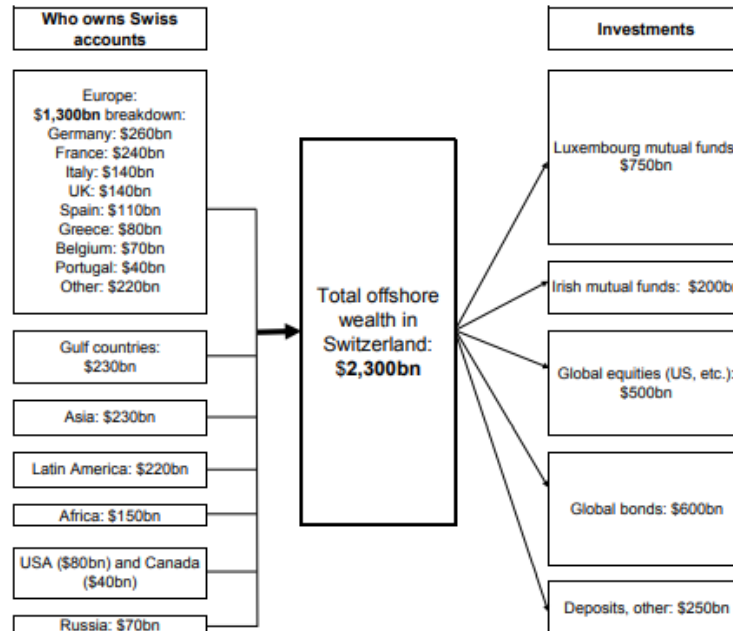 Who owns Swiss
accounts
Europe:
$1,300bn breakdown:
Germany: $260bn
France: $240bn
Italy: $140bn
UK: $140bn
Spain: $110bn
Greece: $80bn
Belgium: $70bn
Portugal: $40bn
Other: $220bn
Gulf countries:
$230bn
Asia: $230bn
Latin America: $220bn
Africa: $150bn
USA ($80bn) and Canada
($40bn)
Russia: $70bn
Total offshore
wealth in
Switzerland:
$2,300bn
Investments
Luxembourg mutual funds
$750bn
Irish mutual funds: $200bn
Global equities (US, etc.):
$500bn
Global bonds: $600bn
Deposits, other: $250bn